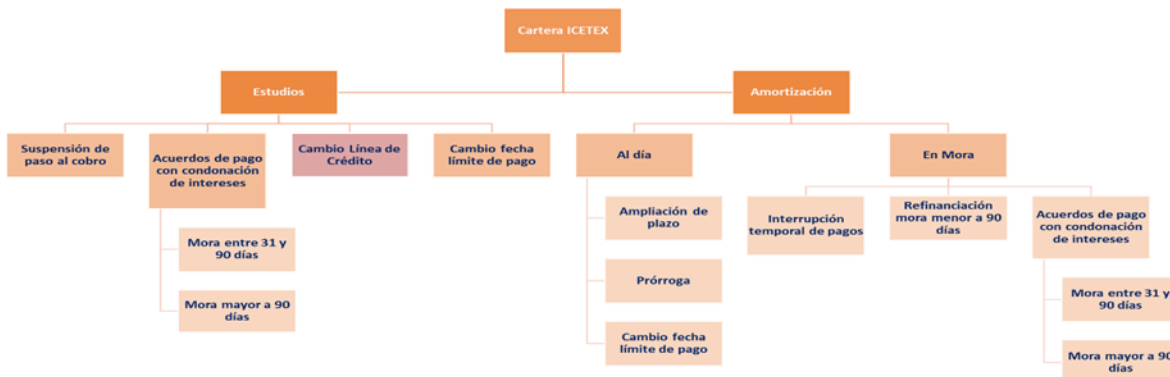 Cartera ICETEX
Estudios
Amortización
Suspensión de
paso al cobro
Acuerdos de pago
con condonación
de intereses
Cambio Línea de
Crédito
Cambio fecha
límite de pago
Al día
En Mora
Mora entre 31 y
90 días
Mora mayor a 90
días
Ampliación de
plazo
Prórroga
Cambio fecha
límite de pago
Interrupción
temporal de pagos
Refinanciación
mora menor a 90
días
Acuerdos de pago
con condonación
de intereses
Mora entre 31 y
90 días
Mora mayor a 90
días